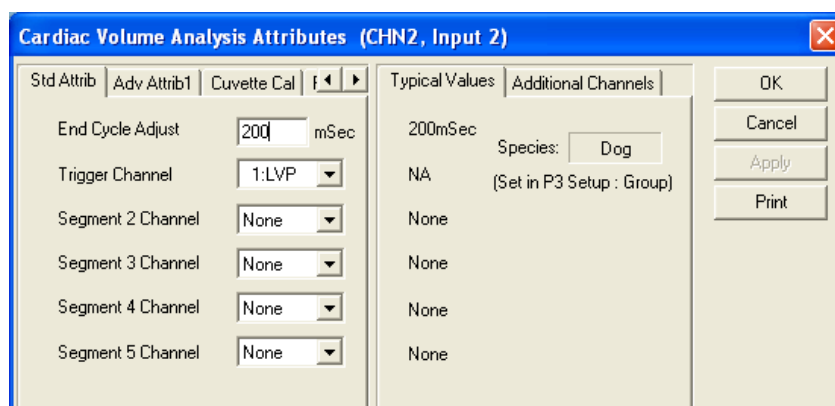 Cardiac Volume Analysis Attributes (CHN2, Input 2)
Std Attrib Adv Attrib1 Cuvette Cal
Typical Values Additional Channels
OK
End Cycle Adjust 200 mSec
200mSec
Cancel
Species: Dog
Trigger Channel 1:LVP
NA
(Set in P3 Setup : Group)
Apply
Segment 2 Channel None
None
Print
Segment 3 Channel None
None
Segment 4 Channel None
None
Segment 5 Channel None
None